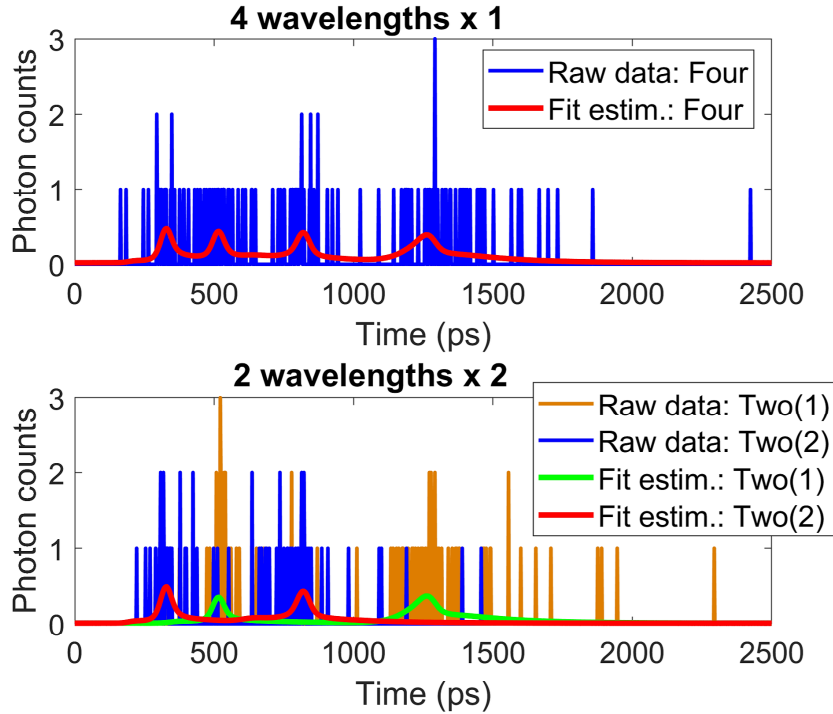 4 wavelengths x 1
Photon counts
3
2
1
0
Raw data: Four
Fit estim.: Four
0 500 1000 1500 2000 2500
Time (ps)
2 wavelengths x 2
Photon counts
3
2
1
0
Raw data: Two(1)
Raw data: Two(2)
Fit estim.: Two(1)
Fit estim.: Two(2)
0 500 1000 1500 2000 2500
Time (ps)